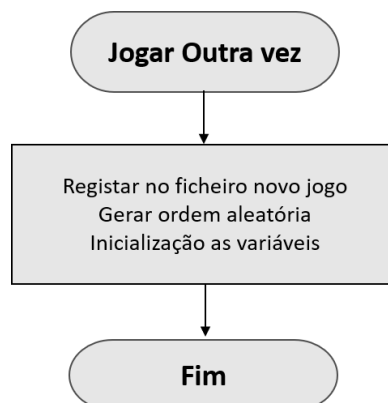 Jogar Outra vez
Registar no ficheiro novo jogo
Gerar ordem aleatória
Inicialização as variáveis
Fim